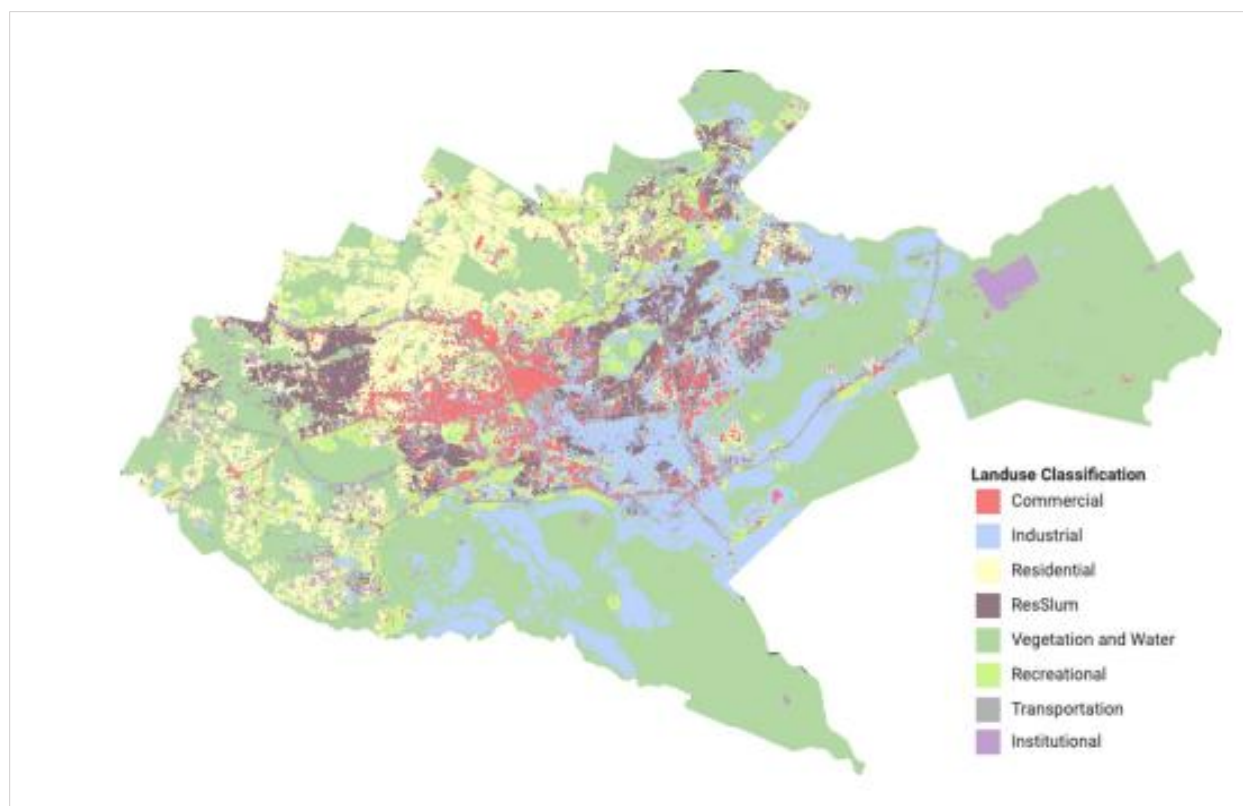 Landuse Classification
Commercial
Industrial
Residential
ResSlum
Vegetation and Water
Recreational
Transportation
Institutional